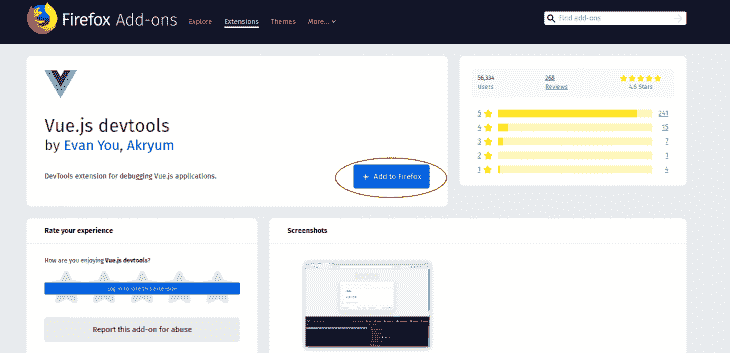 Firefox Add-ons
Explore
Extensions
Themes
More...
Find add-ons
Vue.js devtools
by Evan You, Akryum
DevTools extension for debugging Vue.js applications.
+ Add to Firefox
56,334
Users
268
Reviews
4.6 Stars
5
241
4
15
3
7
2
1
1
4
Rate your experience
How are you enjoying Vue.js devtools?
Report this add-on for abuse
Screenshots